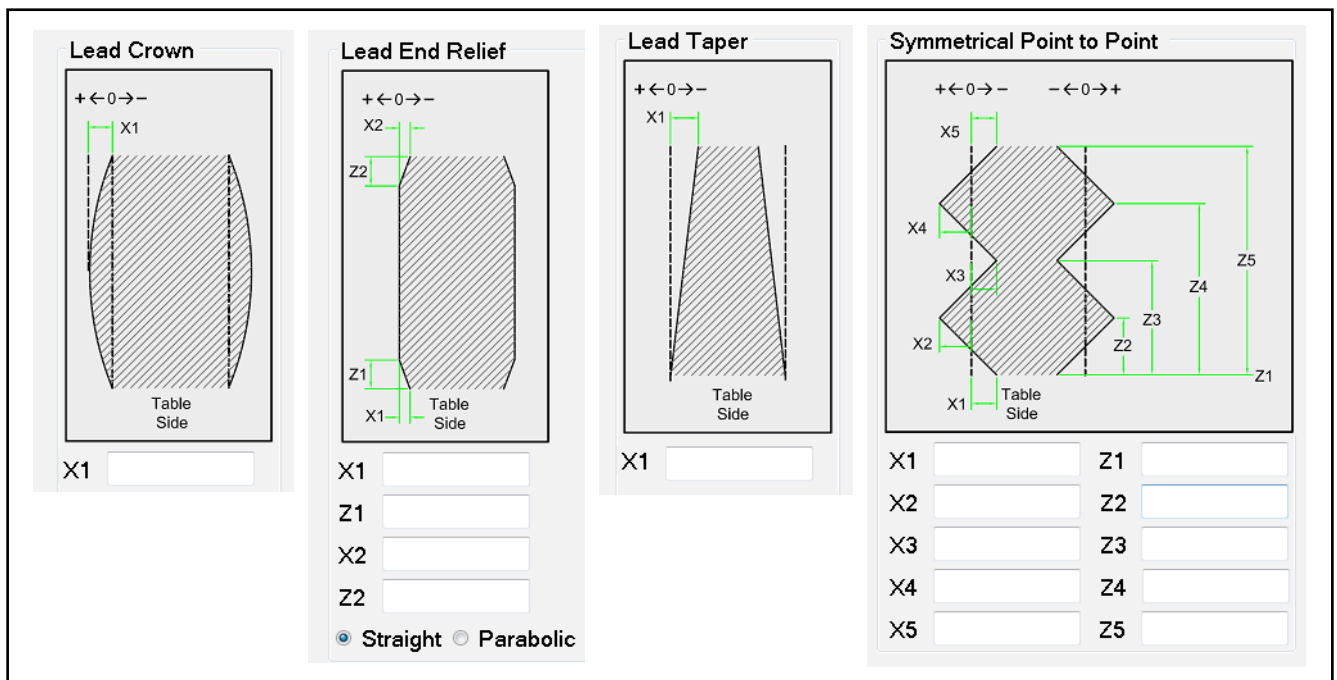 Lead Crown
+←0→−
X1
Table
Side
X1
Lead End Relief
+←0→−
X2
Z2
Z1
X1
Table
Side
X1
Z1
X2
Z2
Straight Parabolic
Lead Taper
+←0→−
X1
Table
Side
X1
Symmetrical Point to Point
+←0→− −←0→+
X5
X4
X3
X2
X1
Z5
Z4
Z3
Z2
Z1
Table
Side
X1 Z1
X2 Z2
X3 Z3
X4 Z4
X5 Z5